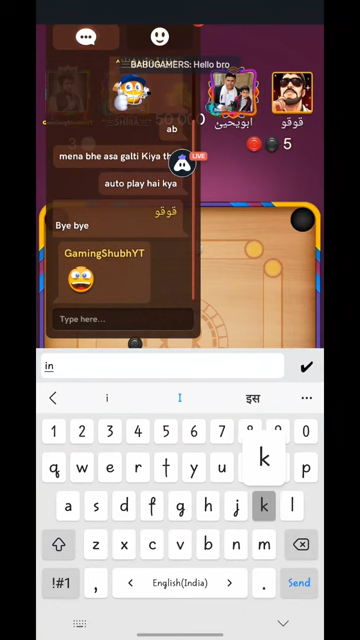 BABUGAMERS: Hello bro
ابويحيئ
قوقو
5
ab
mena bhe asa galti Kiya th
LIVE
auto play hai kya
قوقو
Bye bye
GamingShubhYT
Type here...
in
i
I
इस
k
1 2 3 4 5 6 7 8 9 0
q w e r t y u p
a s d f g h j k l
z x c v b n m
!#1 , English(India) . Send